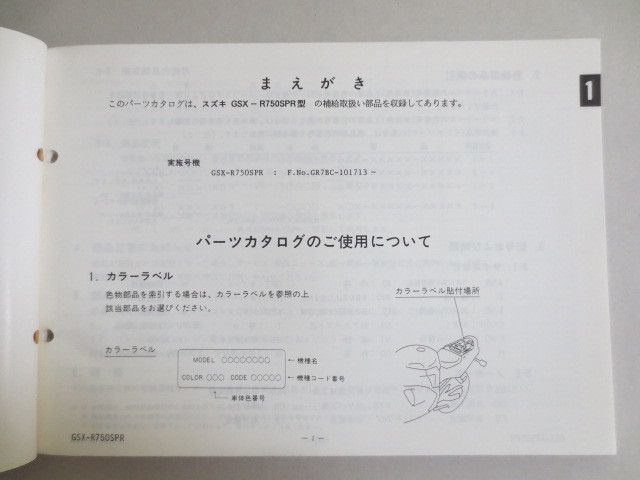 まえがき
1
このパーツカタログは、スズキ GSX－R750SPR型 の補給取扱い部品を収録してあります。
実施号機
GSX-R750SPR : F.No.GR7BC-101713～
パーツカタログのご使用について
1. カラーラベル
色物部品を索引する場合は、カラーラベルを参照の上
該当部品をお選びください。
カラーラベル貼付場所
カラーラベル
MODEL ○○○○○○○○ ←機種名
COLOR ○○○ CODE ○○○○○ ←機種コード番号
車体色番号
GSX-R750SPR
— 1 —